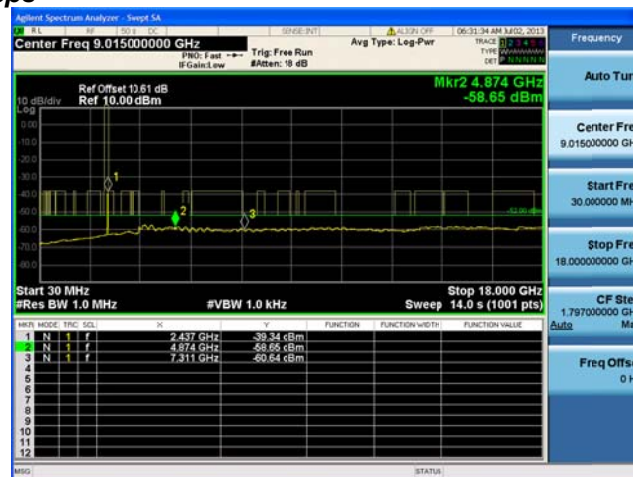 Agilent Spectrum Analyzer - Swept SA
RL RF 50 Ω DC SENSE:INT ALIGN OFF 06:31:34 AM Jul 02, 2013
Center Freq 9.015000000 GHz
PNO: Fast Trig: Free Run
IFGain:Low #Atten: 18 dB
Avg Type: Log-Pwr
TRACE 1 2 3 4 5 6
TYPE
DET P N N N N N
Ref Offset 10.61 dB
10 dB/div Ref 10.00 dBm
Log
Mkr2 4.874 GHz
-58.65 dBm
0.00
-10.0
-20.0
-30.0
-40.0
-50.0
-60.0
-70.0
-80.0
1
2
3
Start 30 MHz
Stop 18.000 GHz
#Res BW 1.0 MHz #VBW 1.0 kHz Sweep 14.0 s (1001 pts)
MKR MODE TRC SCL X Y FUNCTION FUNCTION WIDTH FUNCTION VALUE
1 N 1 f 2.437 GHz -39.34 dBm
2 N 1 f 4.874 GHz -58.65 dBm
3 N 1 f 7.311 GHz -60.64 dBm
4
5
6
7
8
9
10
11
12
MSG STATUS
Frequency
Auto Tun
Center Fre
9.015000000 GH
Start Fre
30.000000 MH
Stop Fre
18.000000000 GH
CF Ste
1.797000000 GH
Auto Ma
Freq Offs
0 H